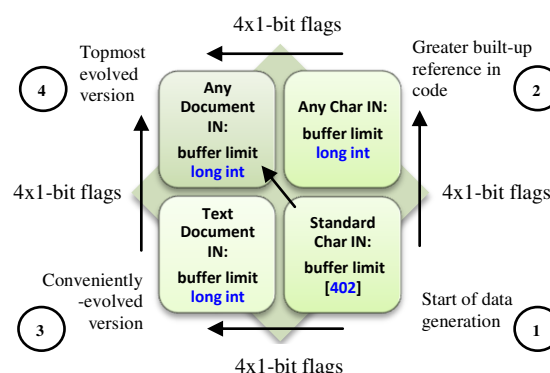 4x1-bit flags
Topmost
evolved
version
4
Greater built-up
reference in
code
2
Any
Document
IN:
buffer limit
long int
Any Char IN:
buffer limit
long int
4x1-bit flags
4x1-bit flags
Text
Document
IN:
buffer limit
long int
Standard
Char IN:
buffer limit
[402]
Conveniently
-evolved
version
3
Start of data
generation
1
4x1-bit flags